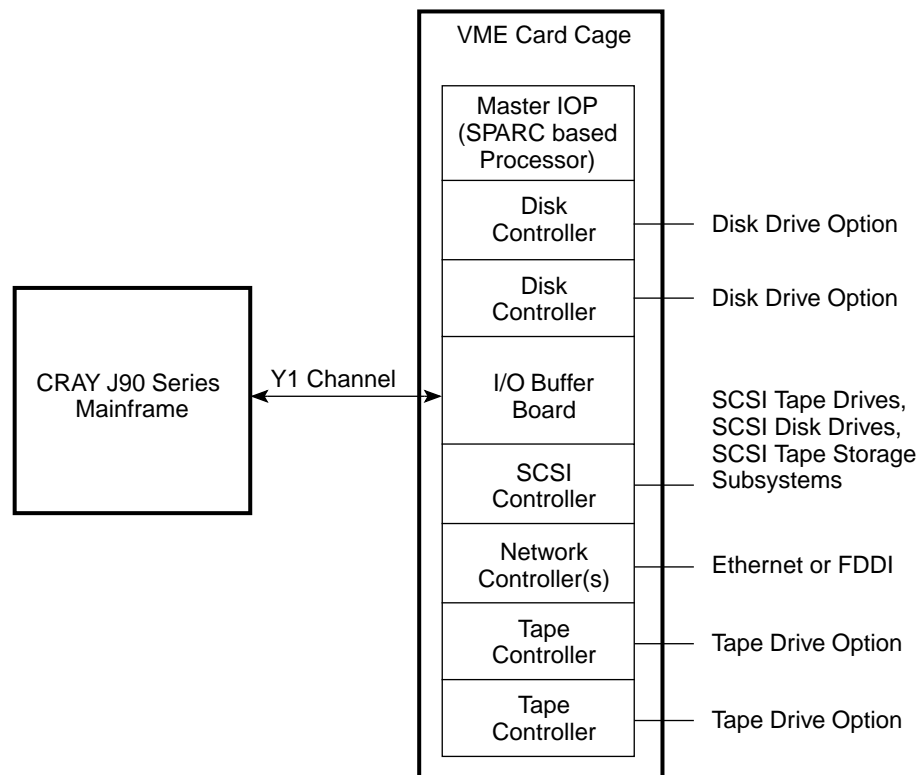 VME Card Cage
Master IOP
(SPARC based
Processor)
Disk
Controller
Disk Drive Option
Disk
Controller
Disk Drive Option
CRAY J90 Series
Mainframe
Y1 Channel
I/O Buffer
Board
SCSI Tape Drives,
SCSI Disk Drives,
SCSI Tape Storage
Subsystems
SCSI
Controller
Network
Controller(s)
Ethernet or FDDI
Tape
Controller
Tape Drive Option
Tape
Controller
Tape Drive Option